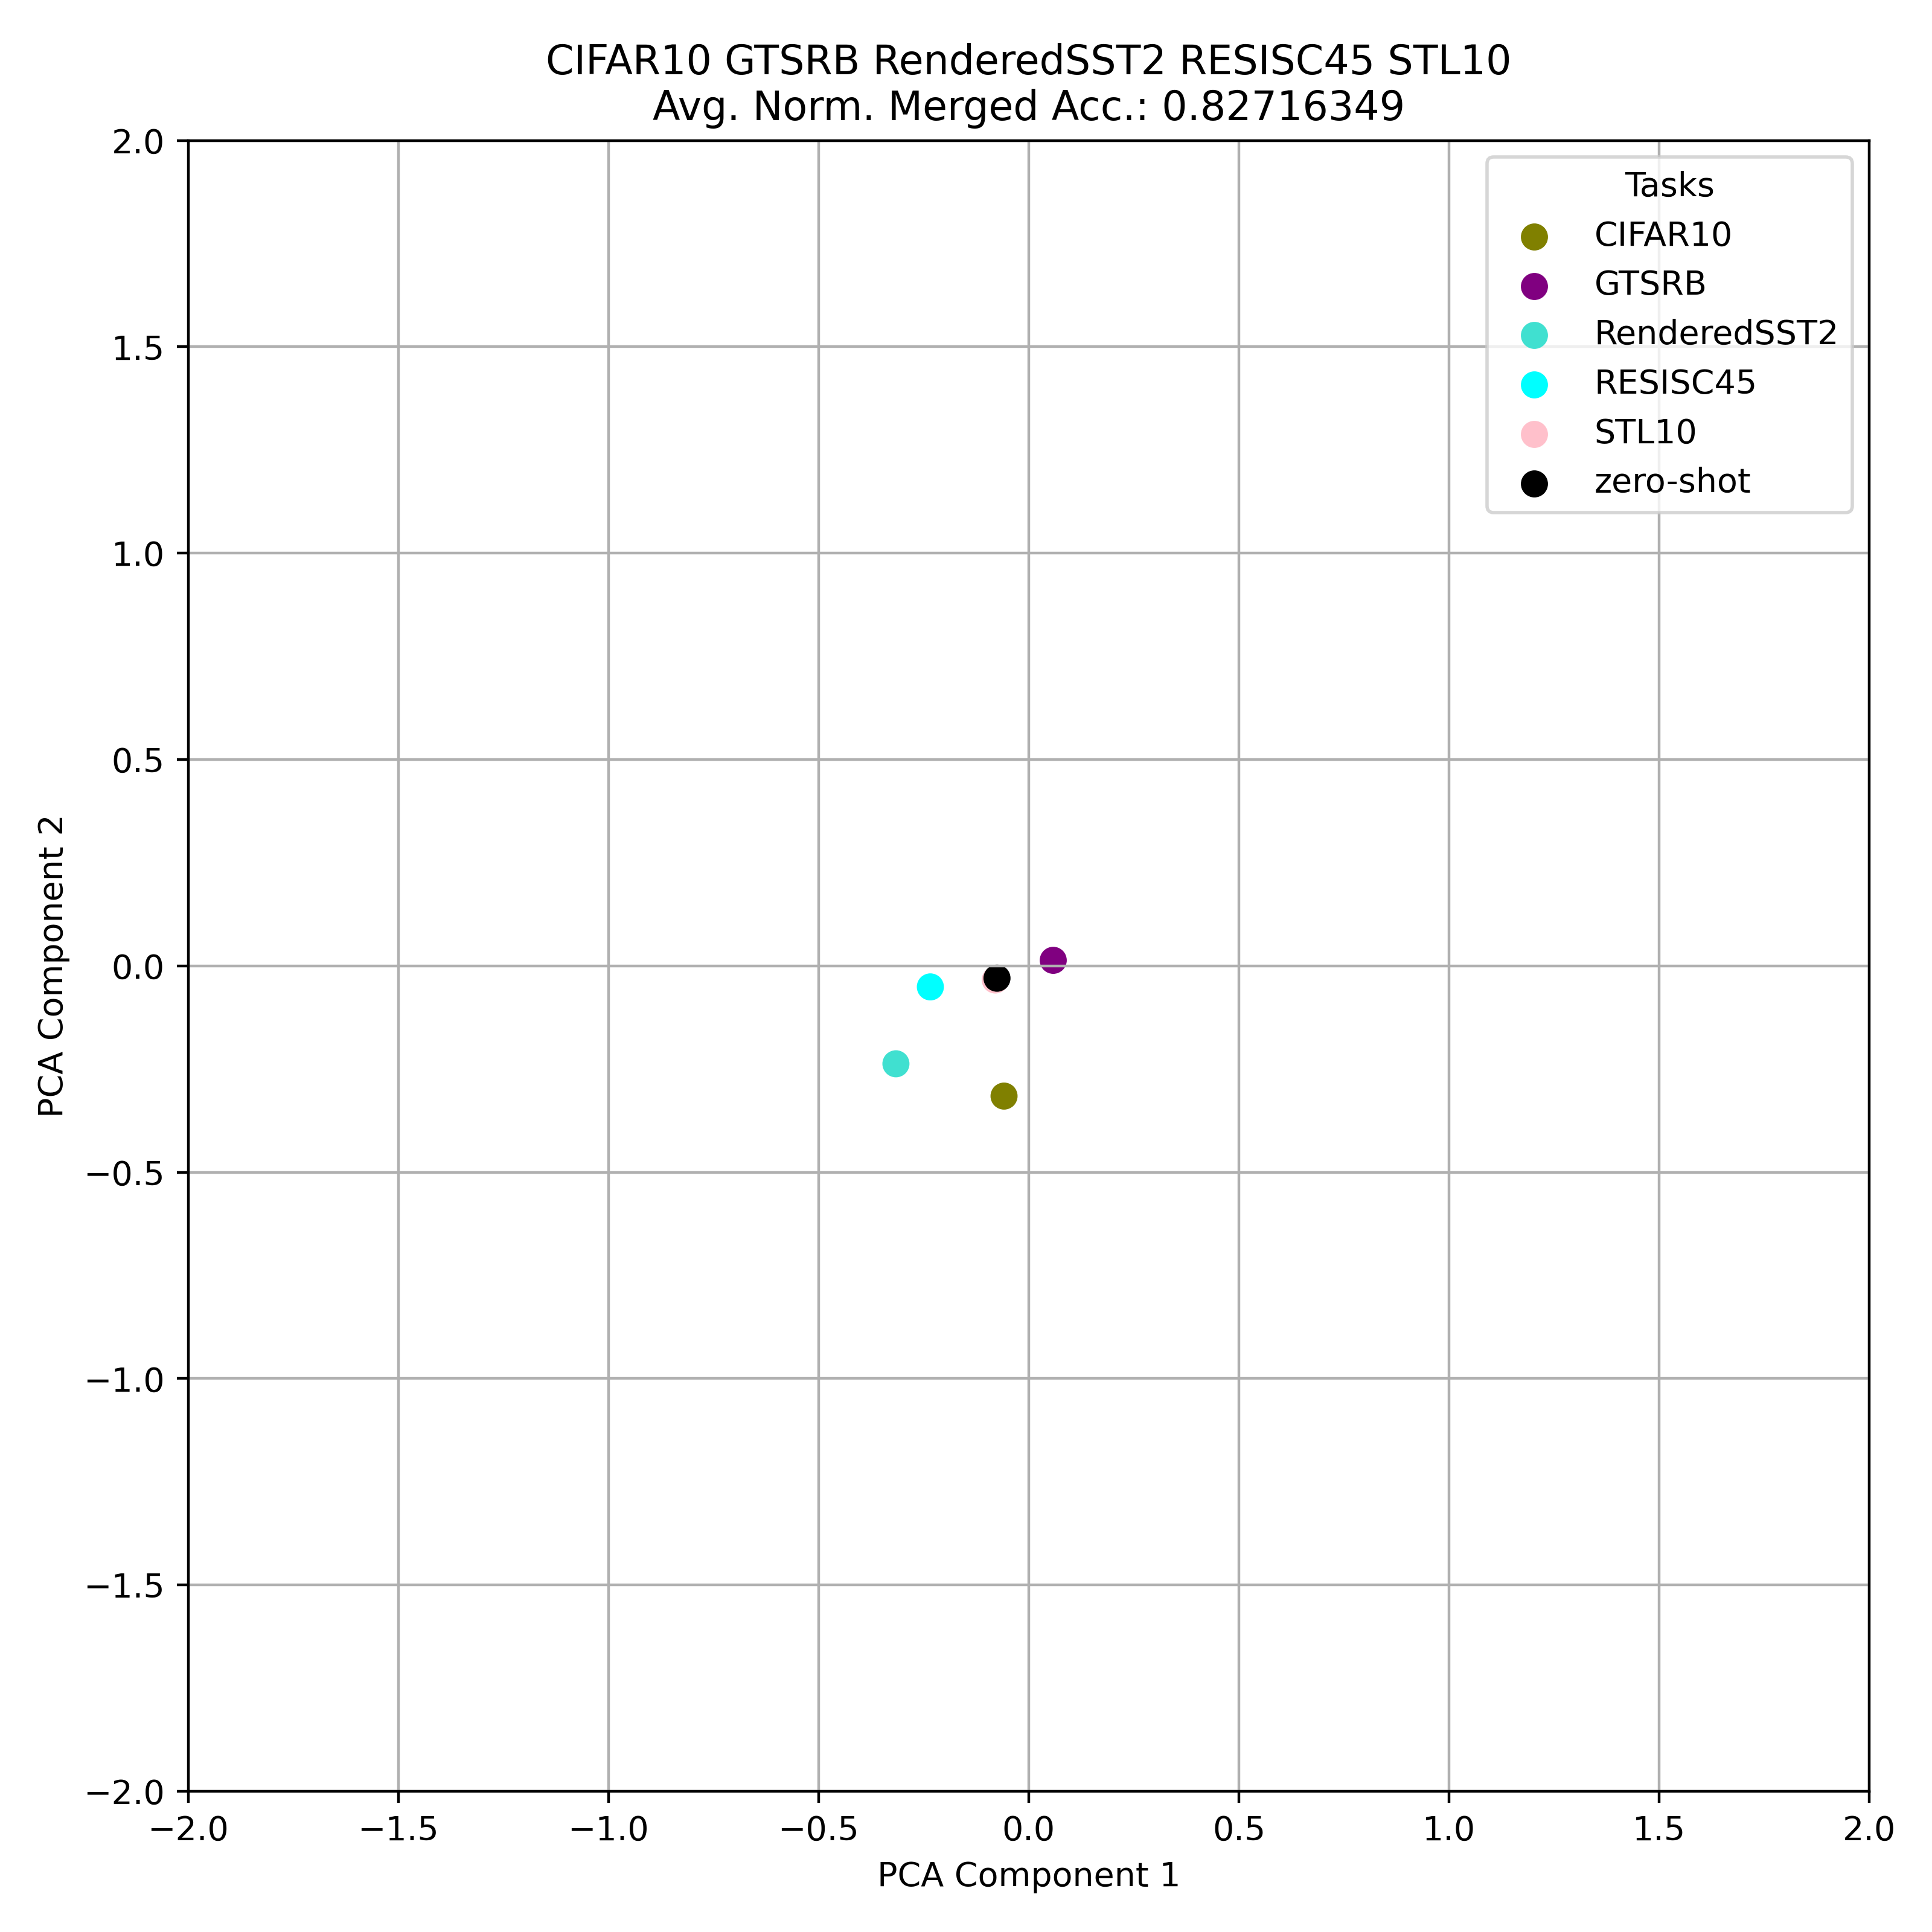 CIFAR10 GTSRB RenderedSST2 RESISC45 STL10
Avg. Norm. Merged Acc.: 0.82716349
Tasks
CIFAR10
GTSRB
RenderedSST2
RESISC45
STL10
zero-shot
2.0
1.5
1.0
0.5
0.0
−0.5
−1.0
−1.5
−2.0
PCA Component 2
−2.0 −1.5 −1.0 −0.5 0.0 0.5 1.0 1.5 2.0
PCA Component 1